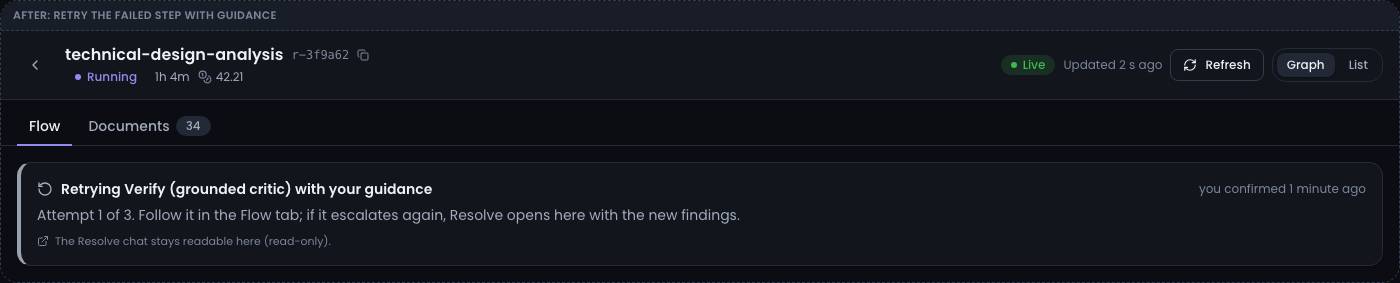 AFTER: RETRY THE FAILED STEP WITH GUIDANCE
technical-design-analysis r-3f9a62
Running 1h 4m 42.21
Live Updated 2 s ago Refresh Graph List
Flow Documents 34
Retrying Verify (grounded critic) with your guidance you confirmed 1 minute ago
Attempt 1 of 3. Follow it in the Flow tab; if it escalates again, Resolve opens here with the new findings.
The Resolve chat stays readable here (read-only).